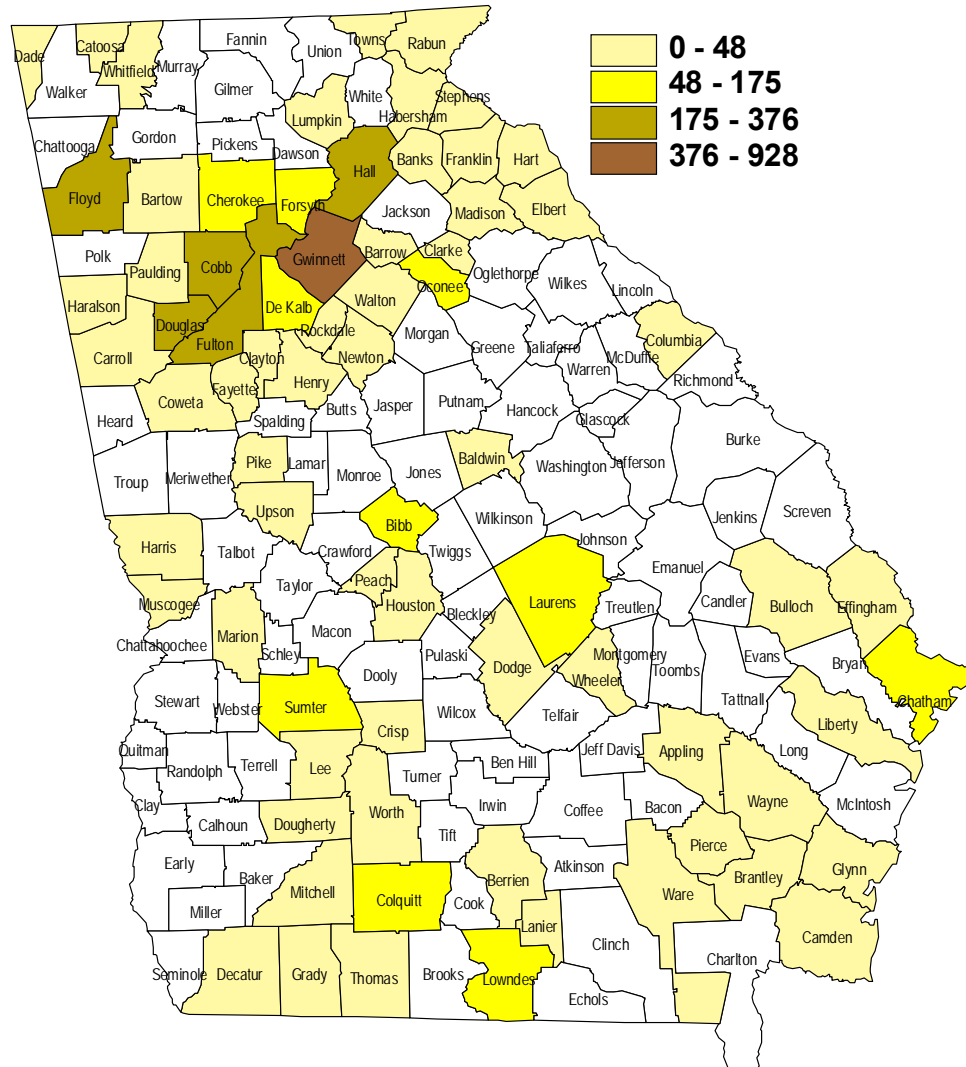 0 - 48
48 - 175
175 - 376
376 - 928
Dade
Catoosa
Whitfield
Murray
Fannin
Union
Towns
Rabun
Walker
Gilmer
White
Lumpkin
Habersham
Stephens
Chattooga
Gordon
Pickens
Dawson
Hall
Banks
Franklin
Hart
Floyd
Bartow
Cherokee
Forsyth
Jackson
Madison
Elbert
Polk
Paulding
Cobb
Gwinnett
Barrow
Clarke
Oconee
Oglethorpe
Wilkes
Lincoln
Haralson
Douglas
Fulton
De Kalb
Walton
Rockdale
Morgan
Greene
Taliaferro
McDuffie
Columbia
Carroll
Clayton
Newton
Warren
Richmond
Coweta
Fayette
Henry
Heard
Spalding
Butts
Jasper
Putnam
Hancock
Glascock
Burke
Troup
Meriwether
Pike
Lamar
Monroe
Jones
Baldwin
Washington
Jefferson
Upson
Bibb
Wilkinson
Jenkins
Screven
Harris
Talbot
Crawford
Twiggs
Johnson
Emanuel
Muscogee
Taylor
Peach
Houston
Bleckley
Laurens
Treutlen
Candler
Bulloch
Effingham
Chattahoochee
Marion
Schley
Macon
Dooly
Pulaski
Dodge
Wheeler
Montgomery
Toombs
Evans
Bryan
Stewart
Webster
Sumter
Crisp
Wilcox
Telfair
Tattnall
Chatham
Liberty
Quitman
Randolph
Terrell
Lee
Turner
Ben Hill
Jeff Davis
Appling
Long
Clay
Calhoun
Dougherty
Worth
Irwin
Coffee
Bacon
Wayne
McIntosh
Early
Baker
Mitchell
Tift
Berrien
Atkinson
Pierce
Brantley
Glynn
Miller
Colquitt
Cook
Lanier
Ware
Clinch
Charlton
Camden
Seminole
Decatur
Grady
Thomas
Brooks
Lowndes
Echols